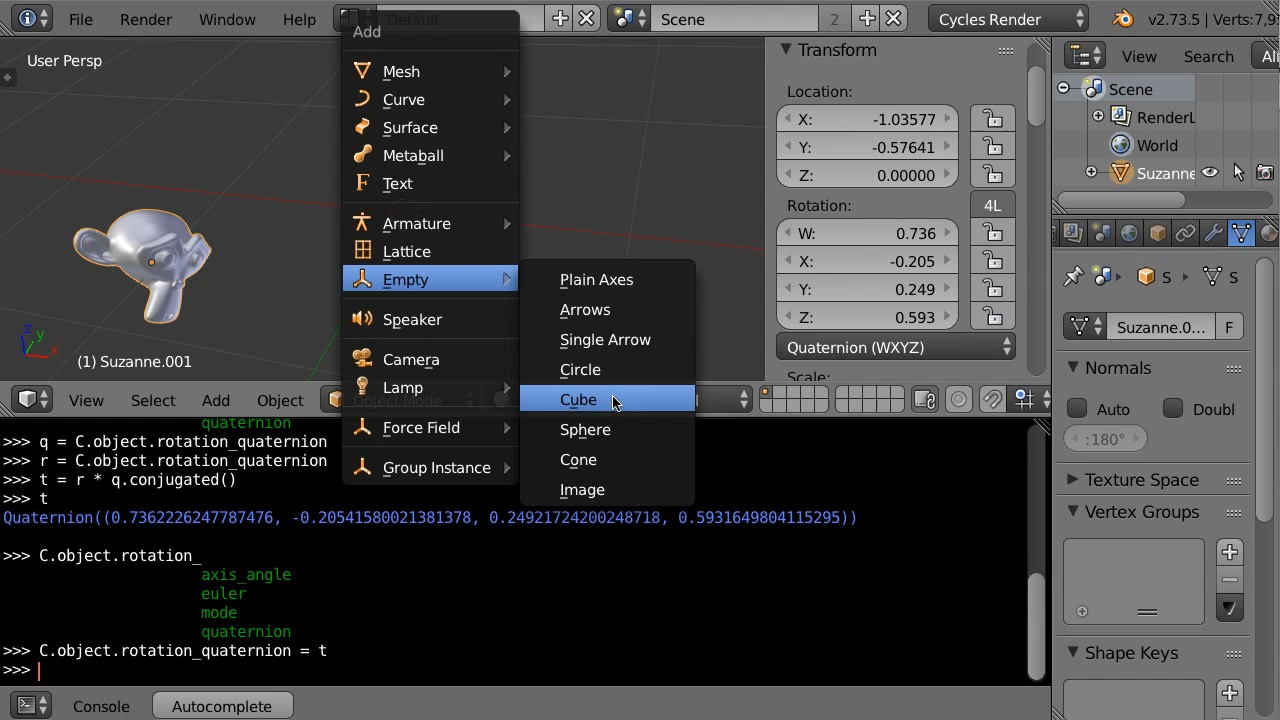 File Render Window Help Default Scene 2 Cycles Render v2.73.5 | Verts:7,9
User Persp
(1) Suzanne.001
z
y
x
Add
Mesh
Curve
Surface
Metaball
Text
Armature
Lattice
Empty
Speaker
Camera
Lamp
Force Field
Group Instance
Plain Axes
Arrows
Single Arrow
Circle
Cube
Sphere
Cone
Image
Transform
Location:
X: -1.03577
Y: -0.57641
Z: 0.00000
Rotation: 4L
W: 0.736
X: -0.205
Y: 0.249
Z: 0.593
Quaternion (WXYZ)
Scale:
View Search Al
Scene
RenderL
World
Suzanne
S S
Suzanne.0... F
Normals
Auto Doubl
:180°
Texture Space
Vertex Groups
Shape Keys
View Select Add Object Object Mode l
quaternion
>>> q = C.object.rotation_quaternion
>>> r = C.object.rotation_quaternion
>>> t = r * q.conjugated()
>>> t
Quaternion((0.7362226247787476, -0.20541580021381378, 0.24921724200248718, 0.5931649804115295))
>>> C.object.rotation_
axis_angle
euler
mode
quaternion
>>> C.object.rotation_quaternion = t
>>>
Console Autocomplete